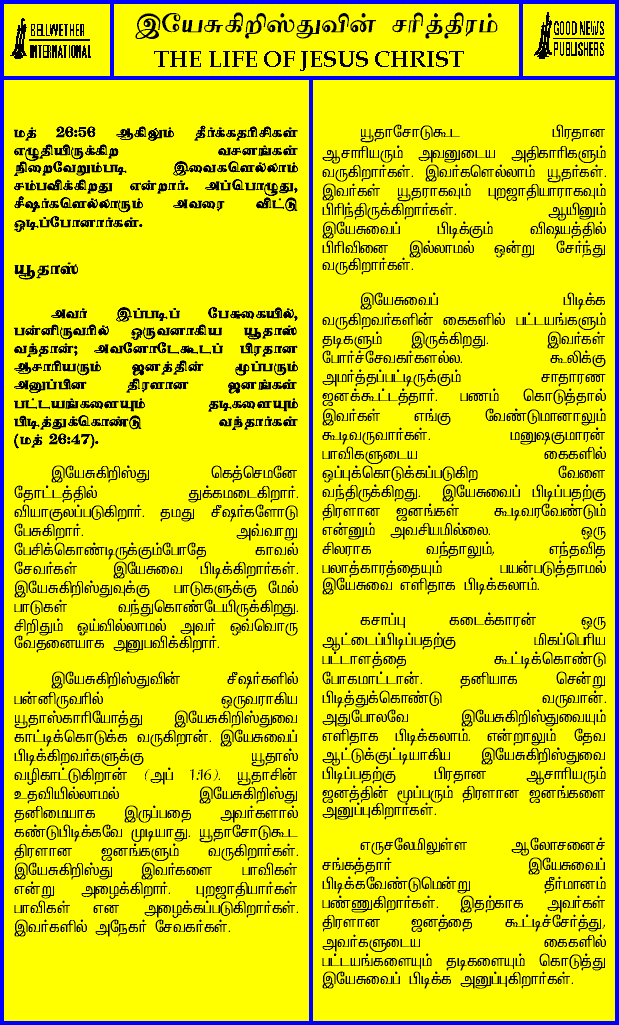 BELLWETHER
INTERNATIONAL
இயேசுகிறிஸ்துவின் சரித்திரம்
THE LIFE OF JESUS CHRIST
GOOD NEWS
PUBLISHERS
மத் 26:56 ஆகிலும் தீர்க்கதரிசிகள்
எழுதியிருக்கிற வசனங்கள்
நிறைவேறும்படி இவைகளெல்லாம்
சம்பவிக்கிறது என்றார். அப்பொழுது,
சீஷர்களெல்லாரும் அவரை விட்டு
ஓடிப்போனார்கள்.
யூதாஸ்
அவர் இப்படிப் பேசுகையில்,
பன்னிருவரில் ஒருவனாகிய யூதாஸ்
வந்தான்; அவனோடேகூடப் பிரதான
ஆசாரியரும் ஜனத்தின் மூப்பரும்
அனுப்பின திரளான ஜனங்கள்
பட்டயங்களையும் தடிகளையும்
பிடித்துக்கொண்டு வந்தார்கள்
(மத் 26:47).
இயேசுகிறிஸ்து கெத்செமனே
தோட்டத்தில் துக்கமடைகிறார்.
வியாகுலப்படுகிறார். தமது சீஷர்களோடு
பேசுகிறார். அவ்வாறு
பேசிக்கொண்டிருக்கும்போதே காவல்
சேவர்கள் இயேசுவை பிடிக்கிறார்கள்.
இயேசுகிறிஸ்துவுக்கு பாடுகளுக்கு மேல்
பாடுகள் வந்துகொண்டேயிருக்கிறது.
சிறிதும் ஓய்வில்லாமல் அவர் ஒவ்வொரு
வேதனையாக அனுபவிக்கிறார்.
இயேசுகிறிஸ்துவின் சீஷர்களில்
பன்னிருவரில் ஒருவராகிய
யூதாஸ்காரியோத்து இயேசுகிறிஸ்துவை
காட்டிக்கொடுக்க வருகிறான். இயேசுவைப்
பிடிக்கிறவர்களுக்கு யூதாஸ்
வழிகாட்டுகிறான் (அப் 1:16). யூதாசின்
உதவியில்லாமல் இயேசுகிறிஸ்து
தனிமையாக இருப்பதை அவர்களால்
கண்டுபிடிக்கவே முடியாது. யூதாசோடுகூட
திரளான ஜனங்களும் வருகிறார்கள்.
இயேசுகிறிஸ்து இவர்களை பாவிகள்
என்று அழைக்கிறார். புறஜாதியார்கள்
பாவிகள் என அழைக்கப்படுகிறார்கள்.
இவர்களில் அநேகர் சேவகர்கள்.
யூதாசோடுகூட பிரதான
ஆசாரியரும் அவனுடைய அதிகாரிகளும்
வருகிறார்கள். இவர்களெல்லாம் யூதர்கள்.
இவர்கள் யூதராகவும் புறஜாதியாராகவும்
பிரிந்திருக்கிறார்கள். ஆயினும்
இயேசுவைப் பிடிக்கும் விஷயத்தில்
பிரிவினை இல்லாமல் ஒன்று சேர்ந்து
வருகிறார்கள்.
இயேசுவைப் பிடிக்க
வருகிறவர்களின் கைகளில் பட்டயங்களும்
தடிகளும் இருக்கிறது. இவர்கள்
போர்ச்சேவகர்களல்ல. கூலிக்கு
அமர்த்தப்பட்டிருக்கும் சாதாரண
ஜனக்கூட்டத்தார். பணம் கொடுத்தால்
இவர்கள் எங்கு வேண்டுமானாலும்
கூடிவருவார்கள். மனுஷகுமாரன்
பாவிகளுடைய கைகளில்
ஒப்புக்கொடுக்கப்படுகிற வேளை
வந்திருக்கிறது. இயேசுவைப் பிடிப்பதற்கு
திரளான ஜனங்கள் கூடிவரவேண்டும்
என்னும் அவசியமில்லை. ஒரு
சிலராக வந்தாலும், எந்தவித
பலாத்காரத்தையும் பயன்படுத்தாமல்
இயேசுவை எளிதாக பிடிக்கலாம்.
கசாப்பு கடைக்காரன் ஒரு
ஆட்டைப்பிடிப்பதற்கு மிகப்பெரிய
பட்டாளத்தை கூட்டிக்கொண்டு
போகமாட்டான். தனியாக சென்று
பிடித்துக்கொண்டு வருவான்.
அதுபோலவே இயேசுகிறிஸ்துவையும்
எளிதாக பிடிக்கலாம். என்றாலும் தேவ
ஆட்டுக்குட்டியாகிய இயேசுகிறிஸ்துவை
பிடிப்பதற்கு பிரதான ஆசாரியரும்
ஜனத்தின் மூப்பரும் திரளான ஜனங்களை
அனுப்புகிறார்கள்.
எருசலேமிலுள்ள ஆலோசனைச்
சங்கத்தார் இயேசுவைப்
பிடிக்கவேண்டுமென்று தீர்மானம்
பண்ணுகிறார்கள். இதற்காக அவர்கள்
திரளான ஜனத்தை கூட்டிச்சேர்த்து,
அவர்களுடைய கைகளில்
பட்டயங்களையும் தடிகளையும் கொடுத்து
இயேசுவைப் பிடிக்க அனுப்புகிறார்கள்.